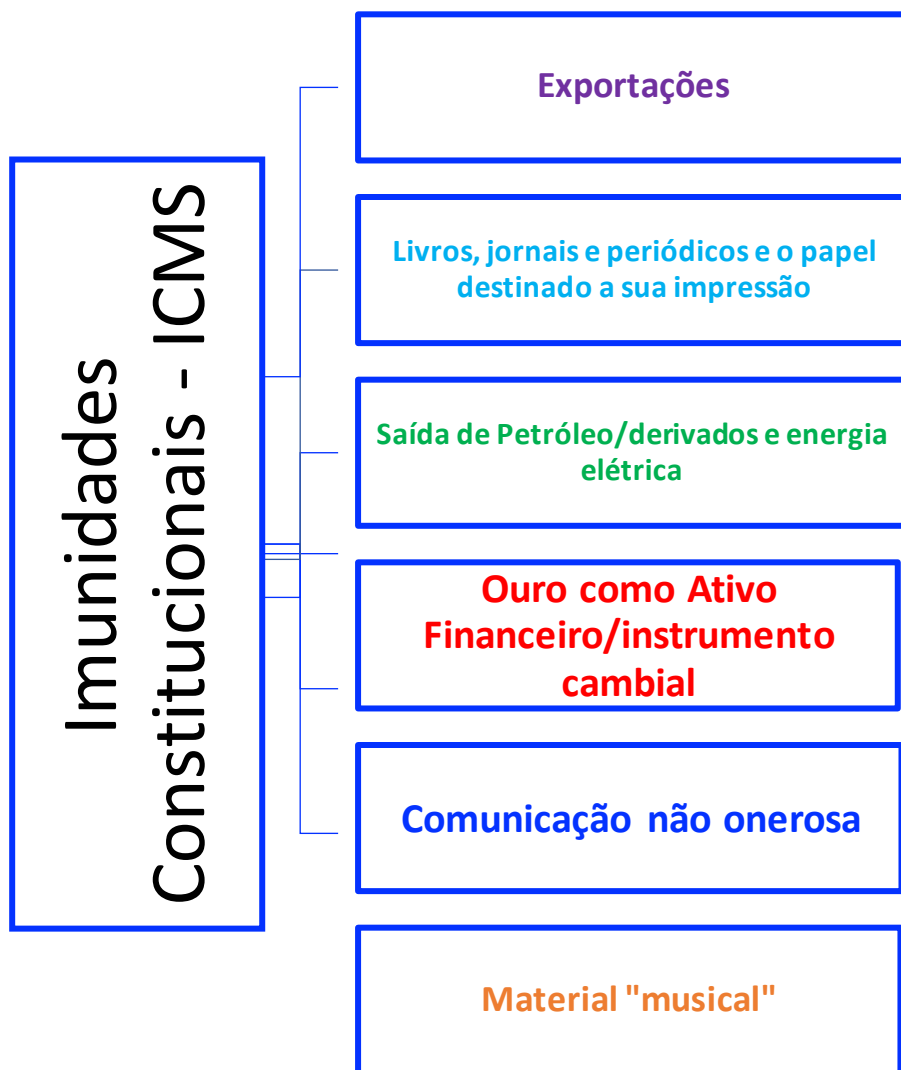 Imunidades
Constitucionais - ICMS
Exportações
Livros, jornais e periódicos e o papel
destinado a sua impressão
Saída de Petróleo/derivados e energia
elétrica
Ouro como Ativo
Financeiro/instrumento
cambial
Comunicação não onerosa
Material "musical"